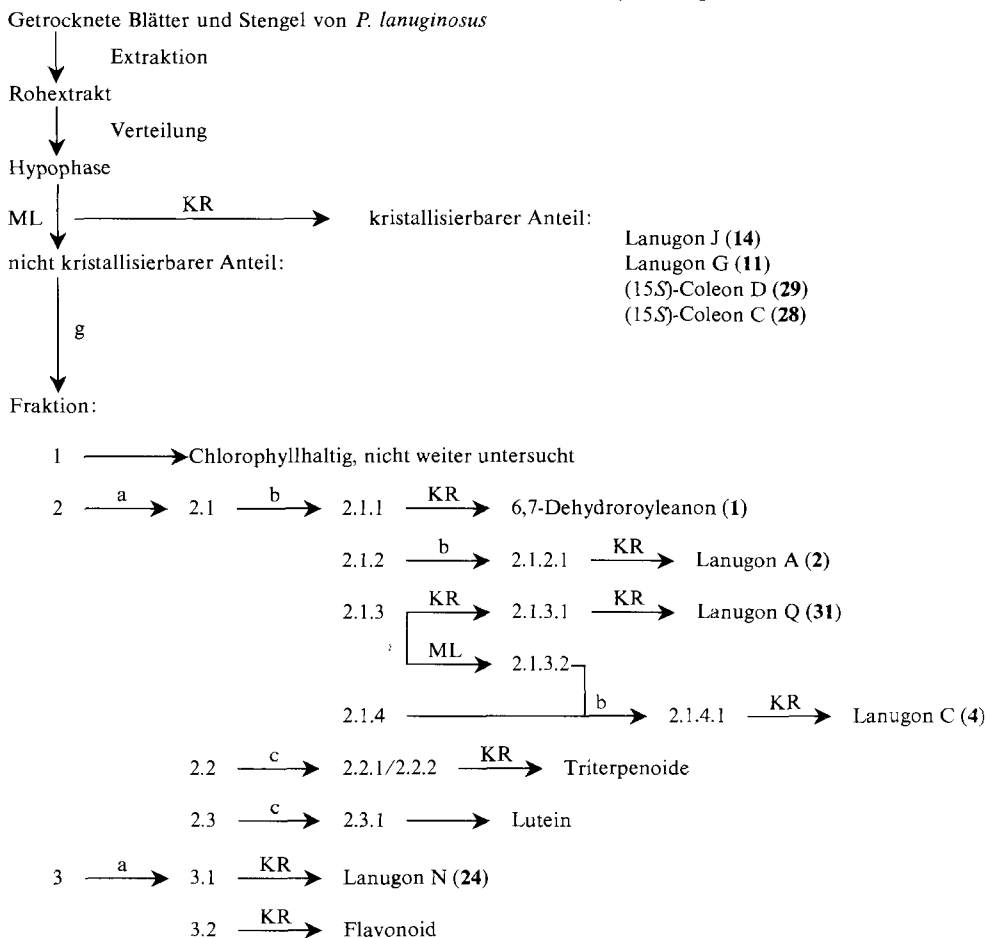 Getrocknete Blätter und Stengel von P. lanuginosus
Extraktion
Rohextrakt
Verteilung
Hypophase
ML KR kristallisierbarer Anteil:
Lanugon J (14)
nicht kristallisierbarer Anteil: Lanugon G (11)
(15S)-Coleon D (29)
(15S)-Coleon C (28)
g
Fraktion:
1 Chlorophyllhaltig, nicht weiter untersucht
2 a 2.1 b 2.1.1 KR 6,7-Dehydroroyleanon (1)
2.1.2 b 2.1.2.1 KR Lanugon A (2)
2.1.3 KR 2.1.3.1 KR Lanugon Q (31)
ML 2.1.3.2
2.1.4 b 2.1.4.1 KR Lanugon C (4)
2.2 c 2.2.1/2.2.2 KR Triterpenoide
2.3 c 2.3.1 Lutein
3 a 3.1 KR Lanugon N (24)
3.2 KR Flavonoid